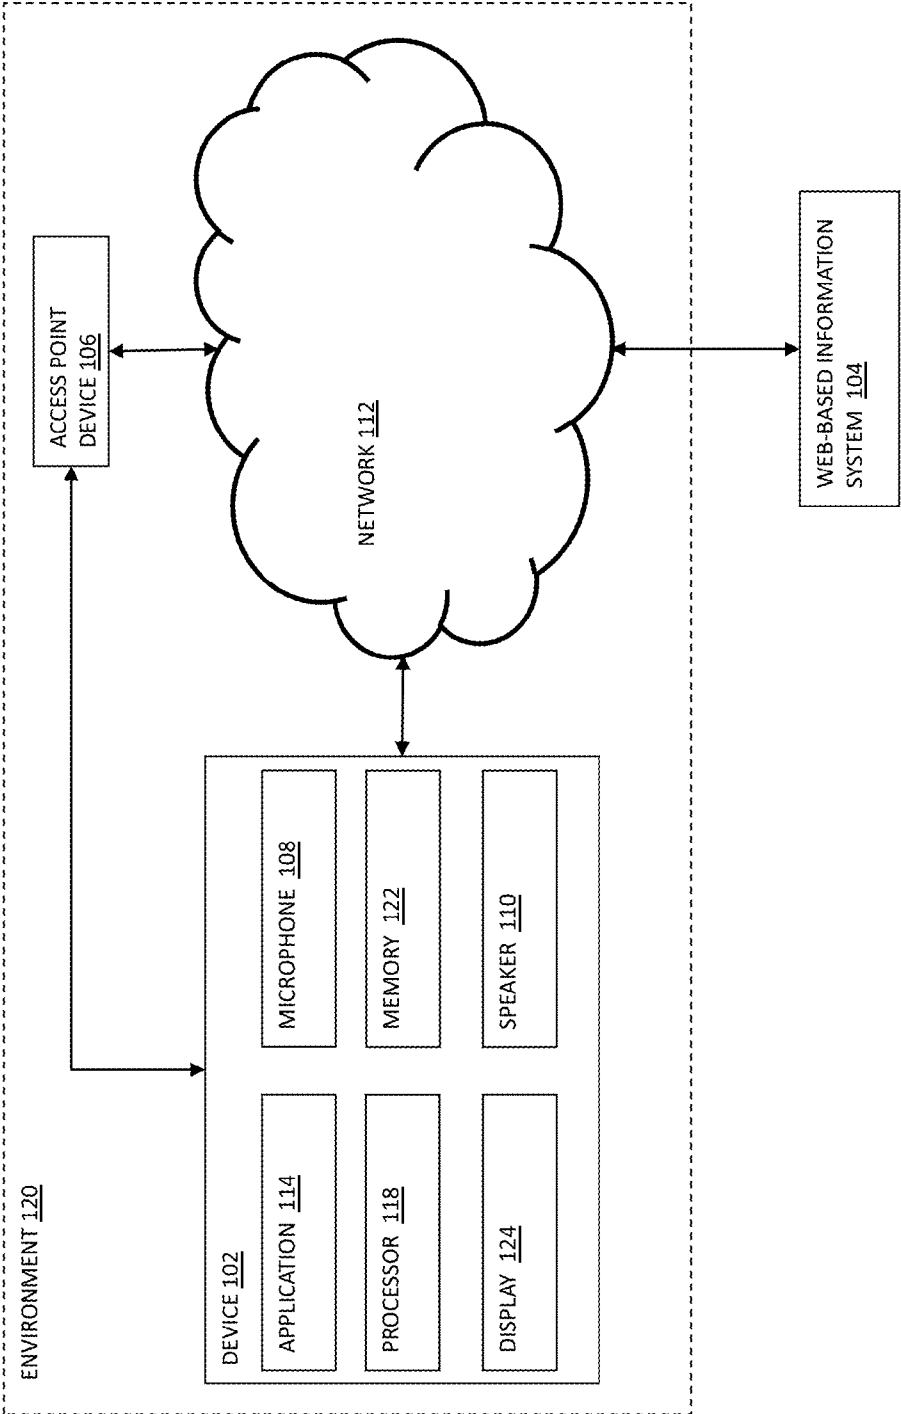 ENVIRONMENT 120
ACCESS POINT
DEVICE 106
DEVICE 102
APPLICATION 114
MICROPHONE 108
PROCESSOR 118
MEMORY 122
DISPLAY 124
SPEAKER 110
NETWORK 112
WEB-BASED INFORMATION
SYSTEM 104